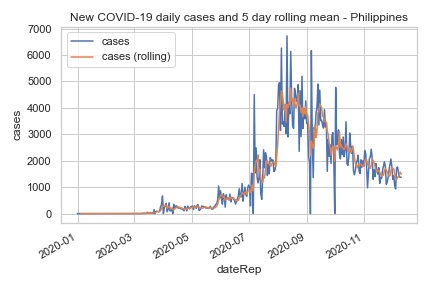 New COVID-19 daily cases and 5 day rolling mean - Philippines
7000
6000
5000
4000
3000
2000
1000
0
cases
cases
cases (rolling)
2020-01
2020-03
2020-05
2020-07
2020-09
2020-11
dateRep